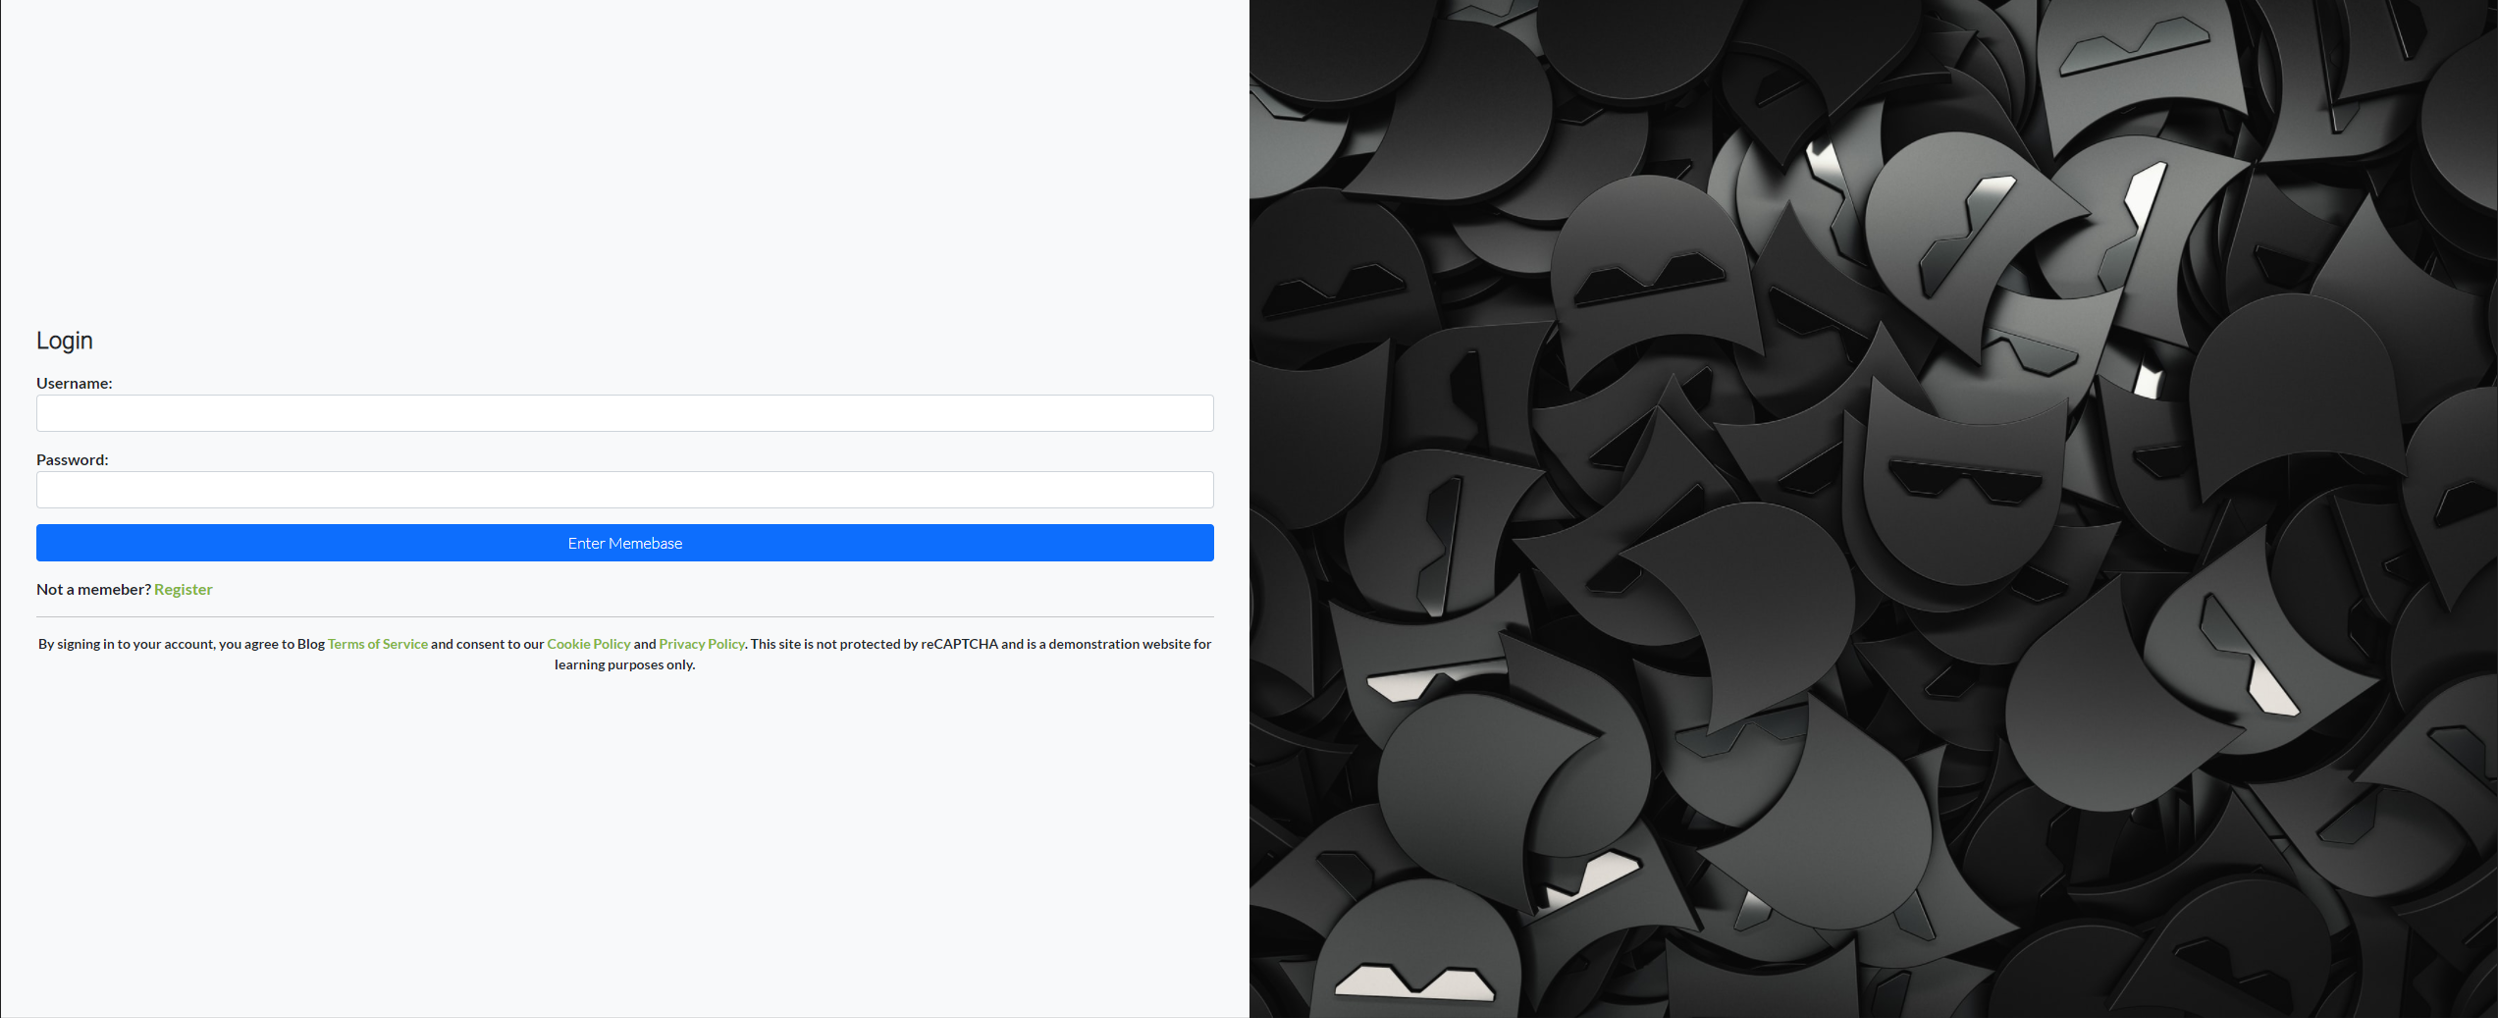 Login
Username:
Password:
Enter Memebase
Not a memeber? Register
By signing in to your account, you agree to Blog Terms of Service and consent to our Cookie Policy and Privacy Policy. This site is not protected by reCAPTCHA and is a demonstration website for
learning purposes only.